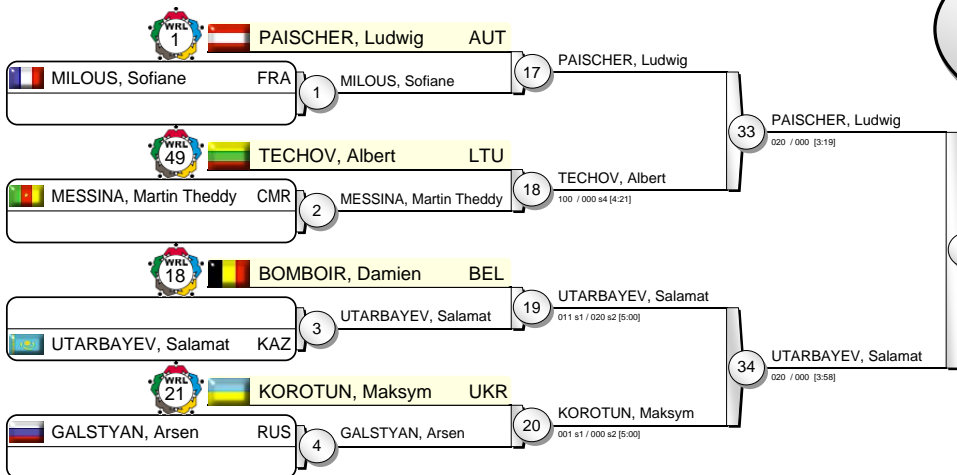 WRL
1
PAISCHER, Ludwig AUT
MILOUS, Sofiane FRA
1
MILOUS, Sofiane
17
PAISCHER, Ludwig
WRL
49
TECHOV, Albert LTU
MESSINA, Martin Theddy CMR
2
MESSINA, Martin Theddy
18
TECHOV, Albert
100 / 000 s4 [4:21]
33
PAISCHER, Ludwig
020 / 000 [3:19]
WRL
18
BOMBOIR, Damien BEL
UTARBAYEV, Salamat KAZ
3
UTARBAYEV, Salamat
19
UTARBAYEV, Salamat
011 s1 / 020 s2 [5:00]
WRL
21
KOROTUN, Maksym UKR
GALSTYAN, Arsen RUS
4
GALSTYAN, Arsen
20
KOROTUN, Maksym
001 s1 / 000 s2 [5:00]
34
UTARBAYEV, Salamat
020 / 000 [3:58]